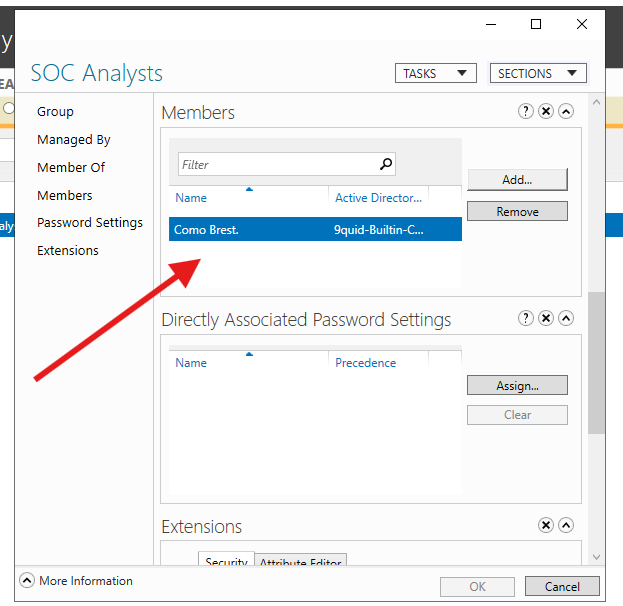 SOC Analysts
TASKS
SECTIONS
Group
Managed By
Member Of
Members
Password Settings
Extensions
Members
Filter
Name Active Director...
Como Brest. 9quid-Builtin-C...
Add...
Remove
Directly Associated Password Settings
Name Precedence
Assign...
Clear
Extensions
Security Attribute Editor
More Information
OK Cancel